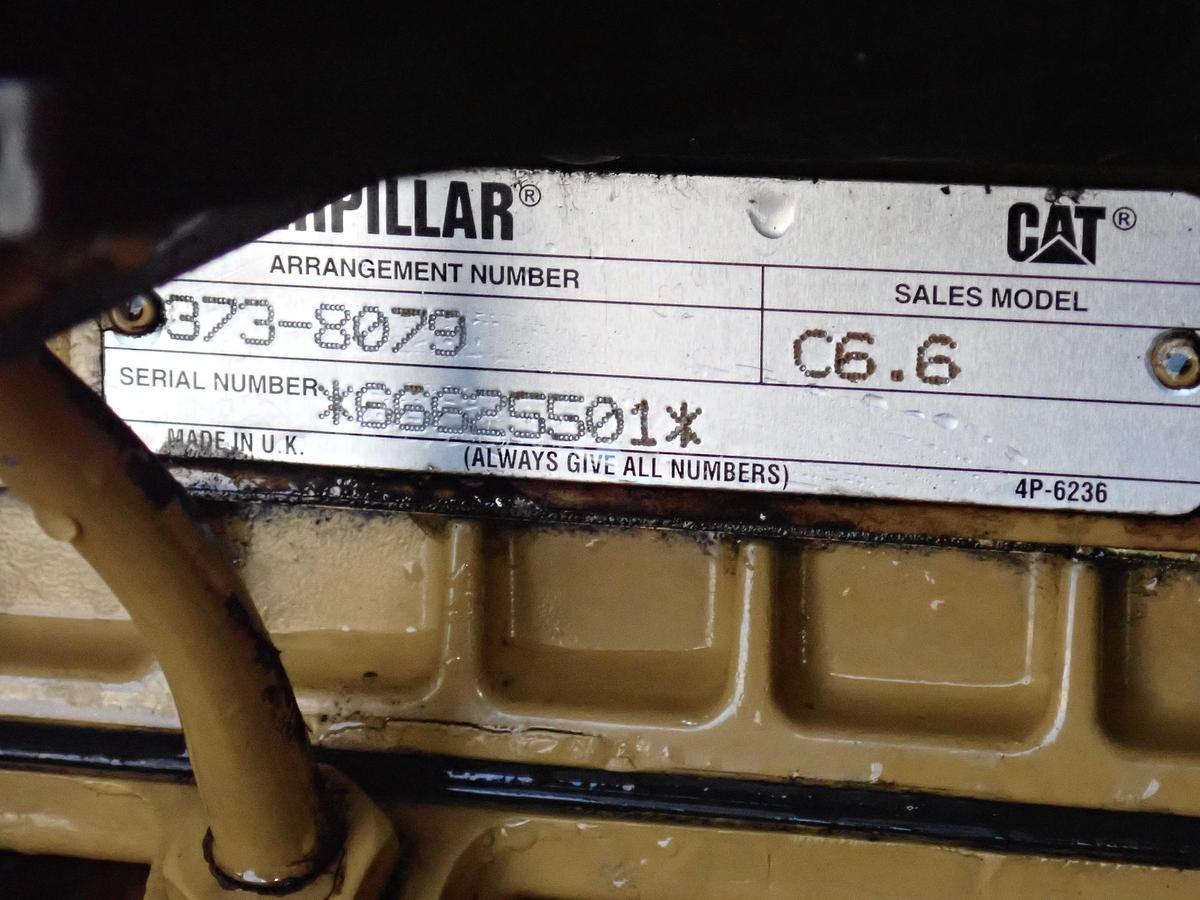 ERPILLAR® CAT®
ARRANGEMENT NUMBER SALES MODEL
373-8079 C6.6
SERIAL NUMBER *66625501*
MADE IN U.K. (ALWAYS GIVE ALL NUMBERS) 4P-6236